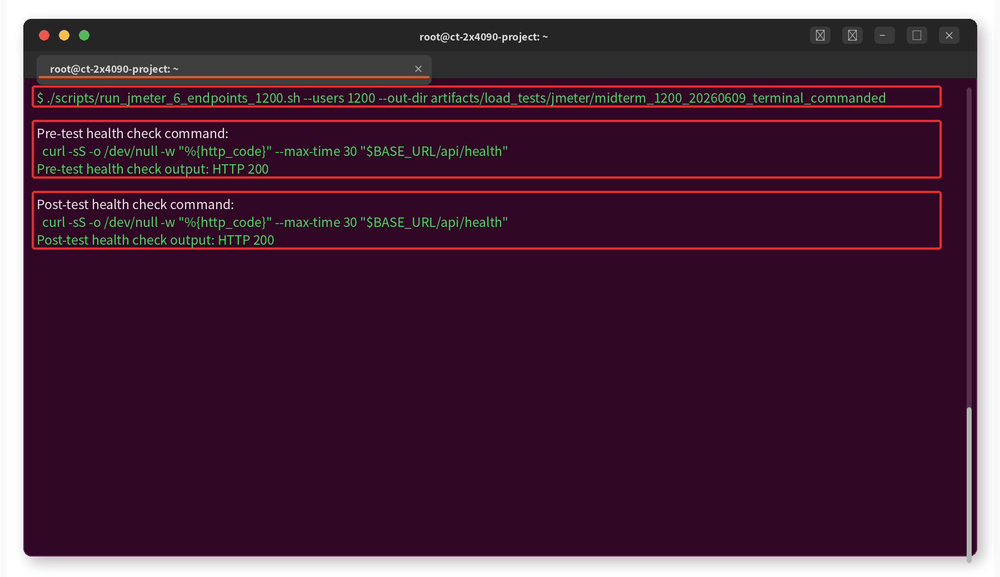 root@ct-2x4090-project: ~
root@ct-2x4090-project: ~
$ ./scripts/run_jmeter_6_endpoints_1200.sh --users 1200 --out-dir artifacts/load_tests/jmeter/midterm_1200_20260609_terminal_commanded
Pre-test health check command:
curl -sS -o /dev/null -w "%{http_code}" --max-time 30 "$BASE_URL/api/health"
Pre-test health check output: HTTP 200
Post-test health check command:
curl -sS -o /dev/null -w "%{http_code}" --max-time 30 "$BASE_URL/api/health"
Post-test health check output: HTTP 200